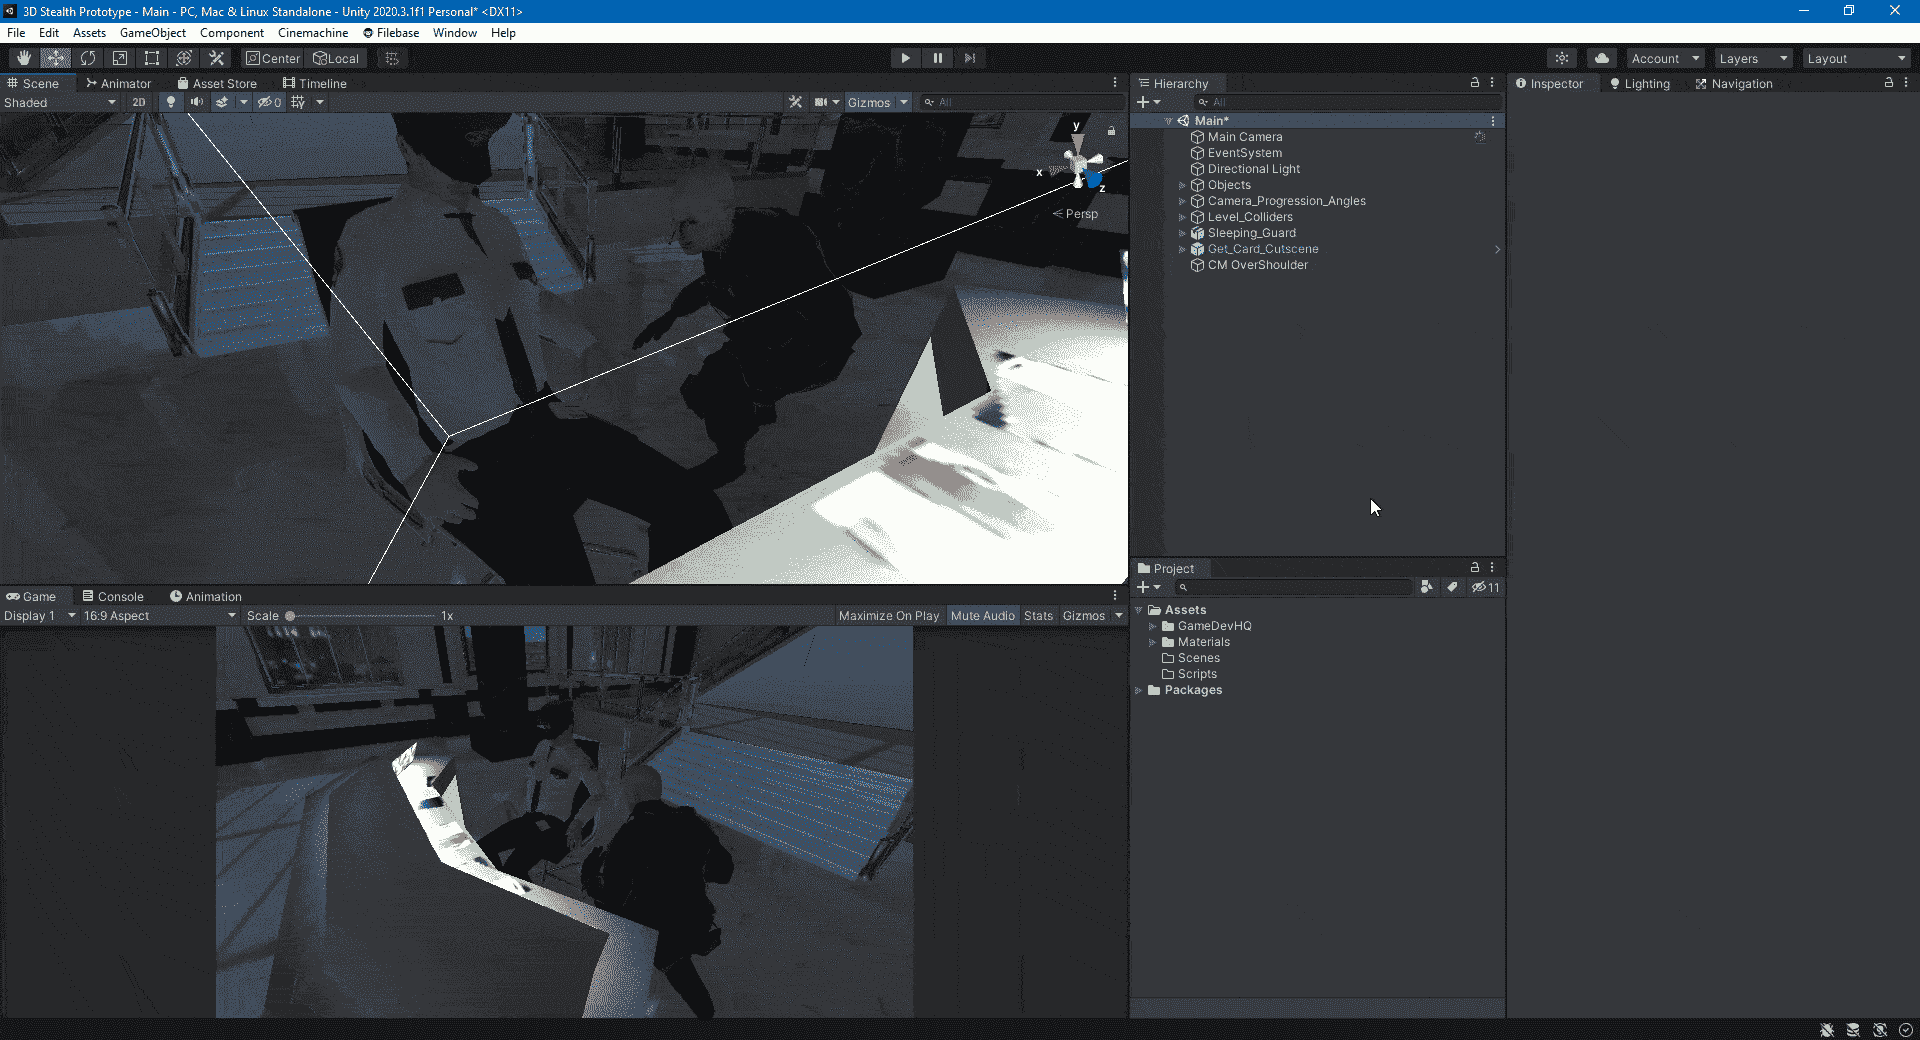 3D Stealth Prototype - Main - PC, Mac & Linux Standalone - Unity 2020.3.1f1 Personal* <DX11>
File Edit Assets GameObject Component Cinemachine Filebase Window Help
Center Local Account Layers Layout
Scene Animator Asset Store Timeline
Shaded 2D 0 Gizmos All
y
x
z
Persp
Hierarchy
All
Main*
Main Camera
EventSystem
Directional Light
Objects
Camera_Progression_Angles
Level_Colliders
Sleeping_Guard
Get_Card_Cutscene
CM OverShoulder
Inspector Lighting Navigation
Game Console Animation
Display 1 16:9 Aspect Scale 1x Maximize On Play Mute Audio Stats Gizmos
Project
11
Assets
GameDevHQ
Materials
Scenes
Scripts
Packages